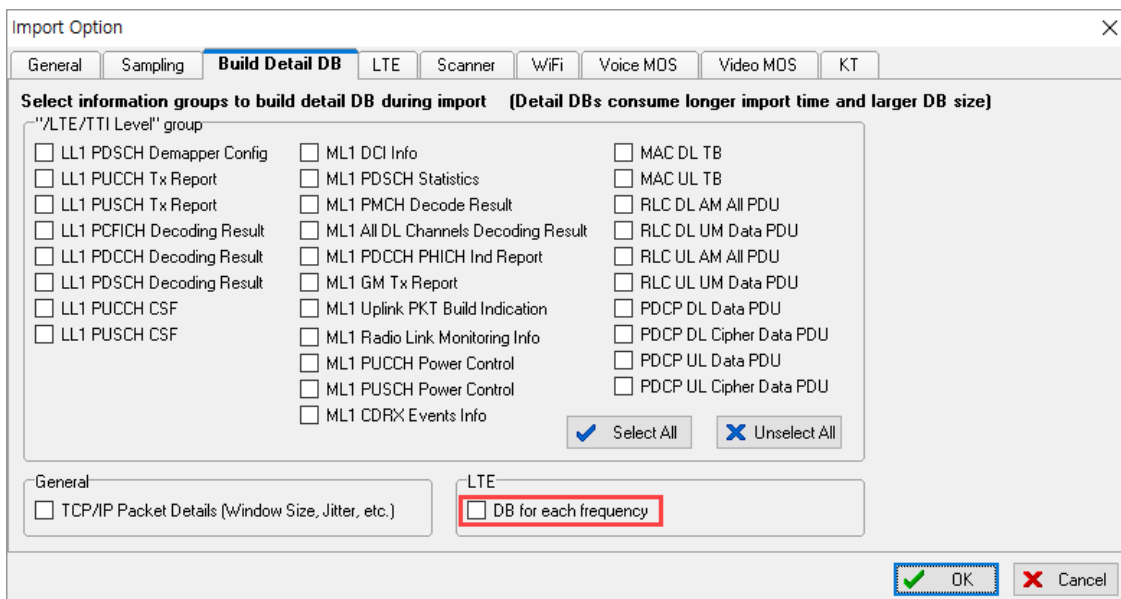 Import Option
General
Sampling
Build Detail DB
LTE
Scanner
WiFi
Voice MOS
Video MOS
KT
Select information groups to build detail DB during import (Detail DBs consume longer import time and larger DB size)
"/LTE/TTI Level" group
LL1 PDSCH Demapper Config
LL1 PUCCH Tx Report
LL1 PUSCH Tx Report
LL1 PCFICH Decoding Result
LL1 PDCCH Decoding Result
LL1 PDSCH Decoding Result
LL1 PUCCH CSF
LL1 PUSCH CSF
ML1 DCI Info
ML1 PDSCH Statistics
ML1 PMCH Decode Result
ML1 All DL Channels Decoding Result
ML1 PDCCH PHICH Ind Report
ML1 GM Tx Report
ML1 Uplink PKT Build Indication
ML1 Radio Link Monitoring Info
ML1 PUCCH Power Control
ML1 PUSCH Power Control
ML1 CDRX Events Info
MAC DL TB
MAC UL TB
RLC DL AM All PDU
RLC DL UM Data PDU
RLC UL AM All PDU
RLC UL UM Data PDU
PDCP DL Data PDU
PDCP DL Cipher Data PDU
PDCP UL Data PDU
PDCP UL Cipher Data PDU
Select All
Unselect All
General
TCP/IP Packet Details (Window Size, Jitter, etc.)
LTE
DB for each frequency
OK
Cancel